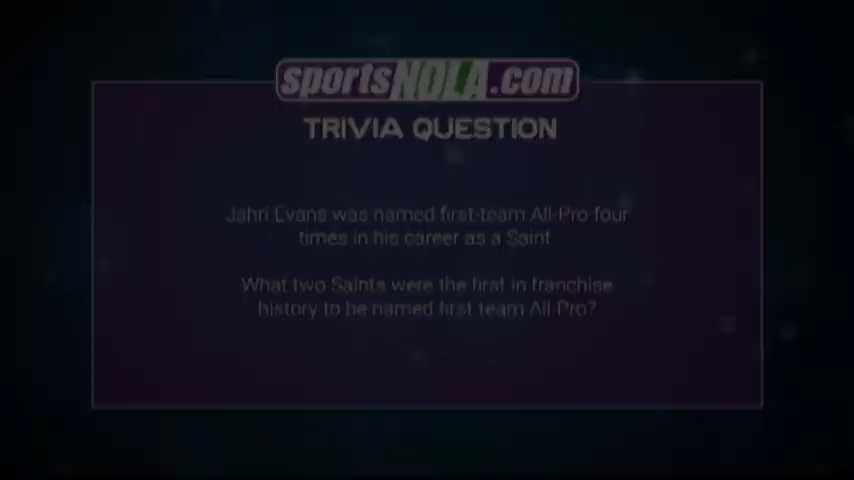 sportsNOLA.com
TRIVIA QUESTION
Jahri Evans was named first-team All-Pro four
times in his career as a Saint
What two Saints were the first in franchise
history to be named first team All-Pro?